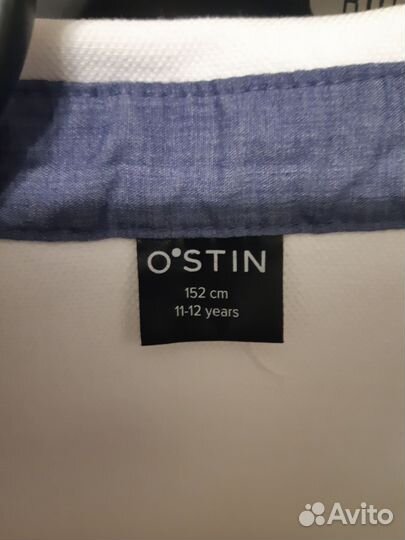 O'STIN
152 cm
11-12 years
Avito